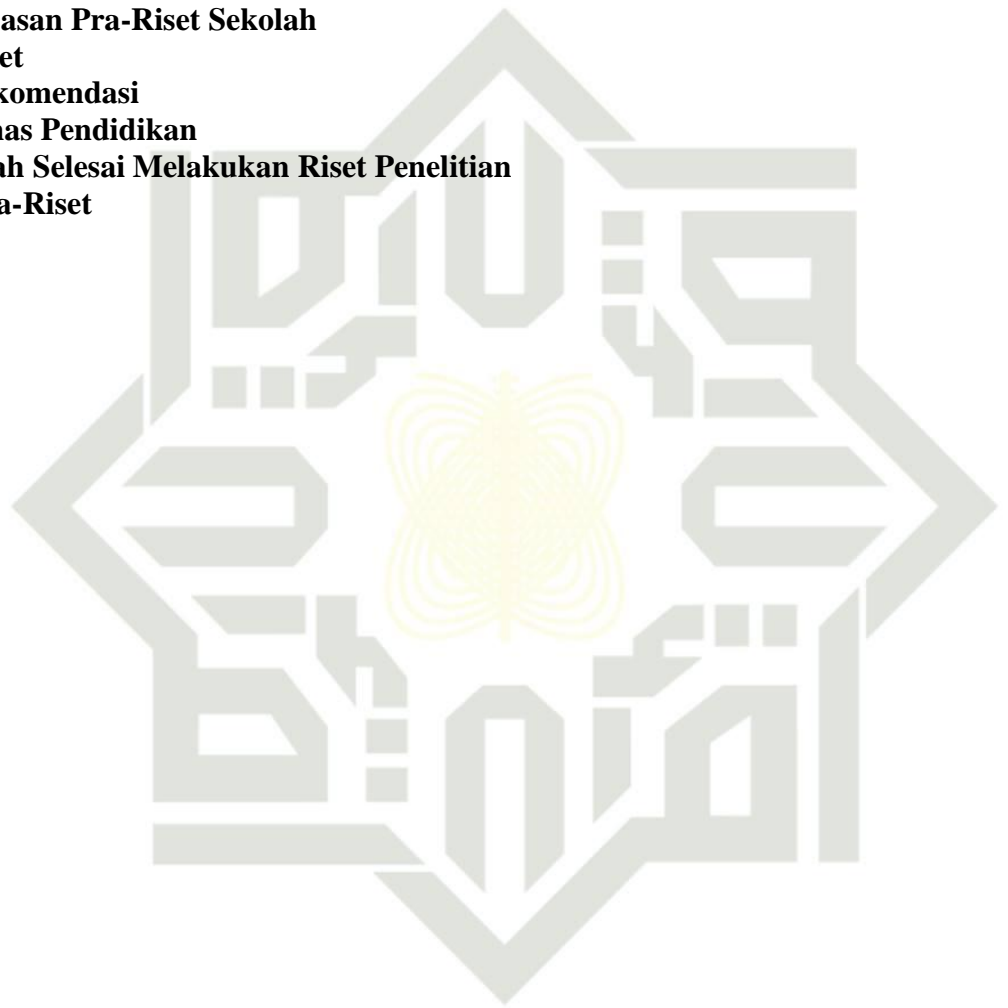 asan Pra-Riset Sekolah
et
komendasi
nas Pendidikan
ah Selesai Melakukan Riset Penelitian
a-Riset